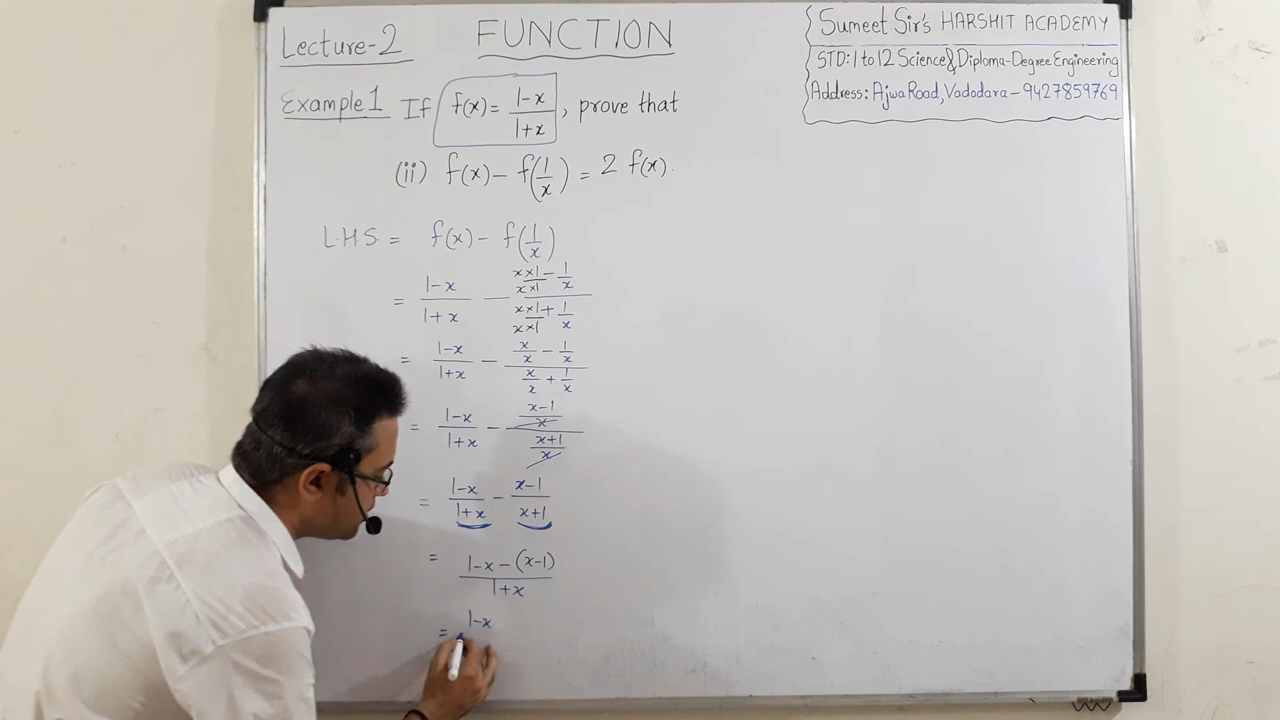 Lecture-2
FUNCTION
Sumeet Sir's HARSHIT ACADEMY
STD: 1 to 12 Science & Diploma-Degree Engineering
Address: Ajwa Road, Vadodara - 9427859769
Example 1 If f(x) = (1-x)/(1+x), prove that
(ii) f(x) - f(1/x) = 2 f(x).
L.H.S. = f(x) - f(1/x)
= (1-x)/(1+x) - ((x×1)/(x×1) - 1/x)/((x×1)/(x×1) + 1/x)
= (1-x)/(1+x) - (x/x - 1/x)/(x/x + 1/x)
= (1-x)/(1+x) - ((x-1)/x)/((x+1)/x)
= (1-x)/(1+x) - (x-1)/(x+1)
= (1-x-(x-1))/(1+x)
= 1-x